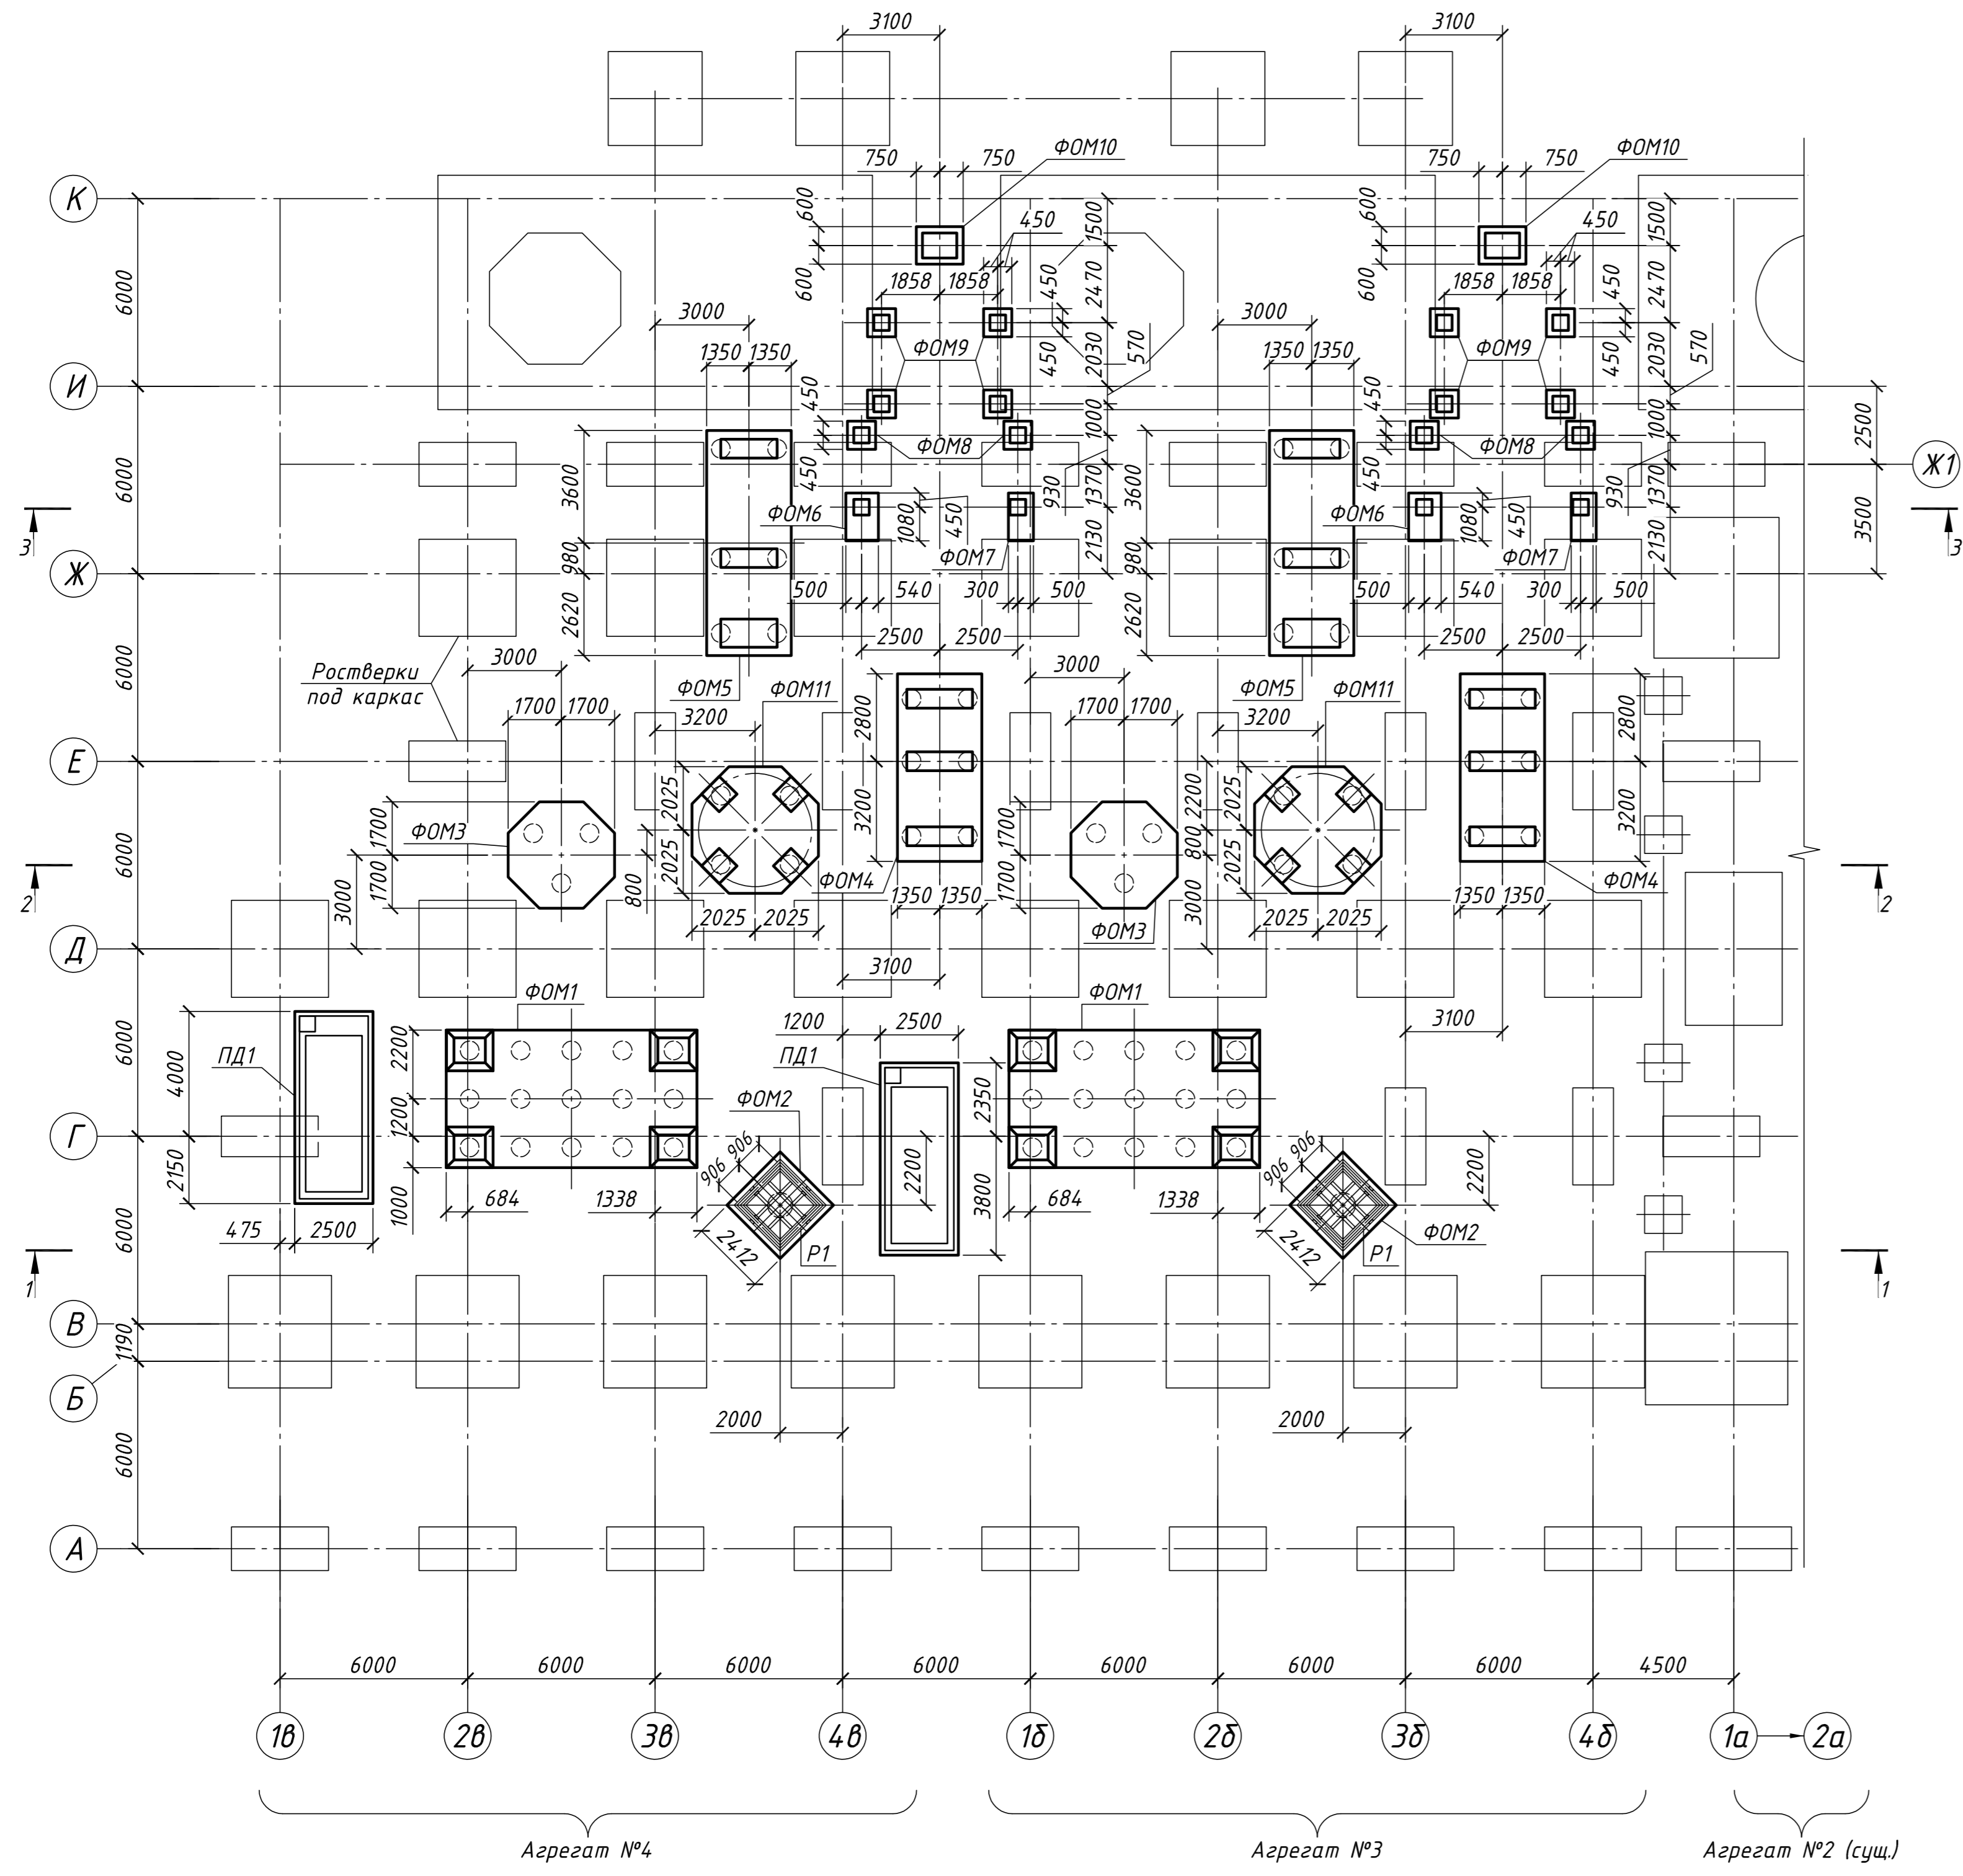 3100 3100
750 750 ФОМ10 750 750 ФОМ10
К 600 450 1500 600 450 1500
600 1858 1858 450 2470 600 1858 1858 450 2470
6000 3000 3000
1350 1350 ФОМ9 450 2030 570 1350 1350 ФОМ9 450 2030 570
И 450 1000 450 1000 2500
6000 3600 450 ФОМ8 930 1370 3600 450 ФОМ8 930 1370 Ж1
3 ФОМ6 1080 450 ФОМ6 1080 450 3
Ж 980 ФОМ7 2130 980 ФОМ7 2130 3500
2620 500 540 300 500 2620 500 540 300 500
2500 2500 2500 2500
6000 Ростверки
под каркас
3000 ФОМ5 ФОМ11 3000 ФОМ5 ФОМ11
1700 1700 3200 2800 1700 1700 3200 2800
Е
6000 ФОМ3 1700 2025 3200 1700 2200 2025 3200
2 3000 1700 800 2025 ФОМ4 1700 800 3000 2025 ФОМ4 2
2025 2025 1350 1350 ФОМ3 2025 2025 1350 1350
Д
3100
6000 4000 2200 ФОМ1 1200 2500 ФОМ1 3100
ПД1 ПД1 2350
1200 ФОМ2
Г
2150 906 906 2200 3800 906 906 2200
1000 684 1338 684 1338
6000 475 2500 2412 Р1 2412 Р1 ФОМ2
1 1
В
1190
Б
2000 2000
6000
А
6000 6000 6000 6000 6000 6000 6000 4500
1в 2в 3в 4в 1б 2б 3б 4б 1а 2а
Агрегат №4 Агрегат №3 Агрегат №2 (сущ.)